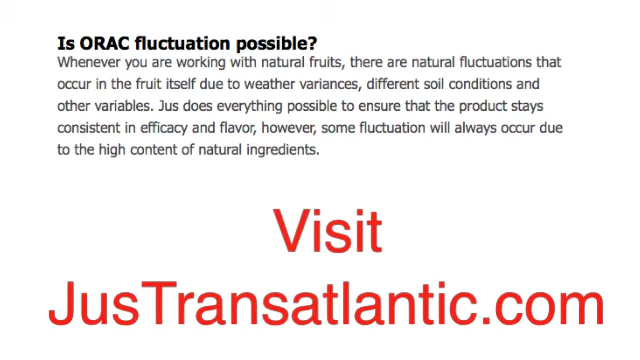 Is ORAC fluctuation possible?
Whenever you are working with natural fruits, there are natural fluctuations that
occur in the fruit itself due to weather variances, different soil conditions and
other variables. Jus does everything possible to ensure that the product stays
consistent in efficacy and flavor, however, some fluctuation will always occur due
to the high content of natural ingredients.
Visit
JusTransatlantic.com